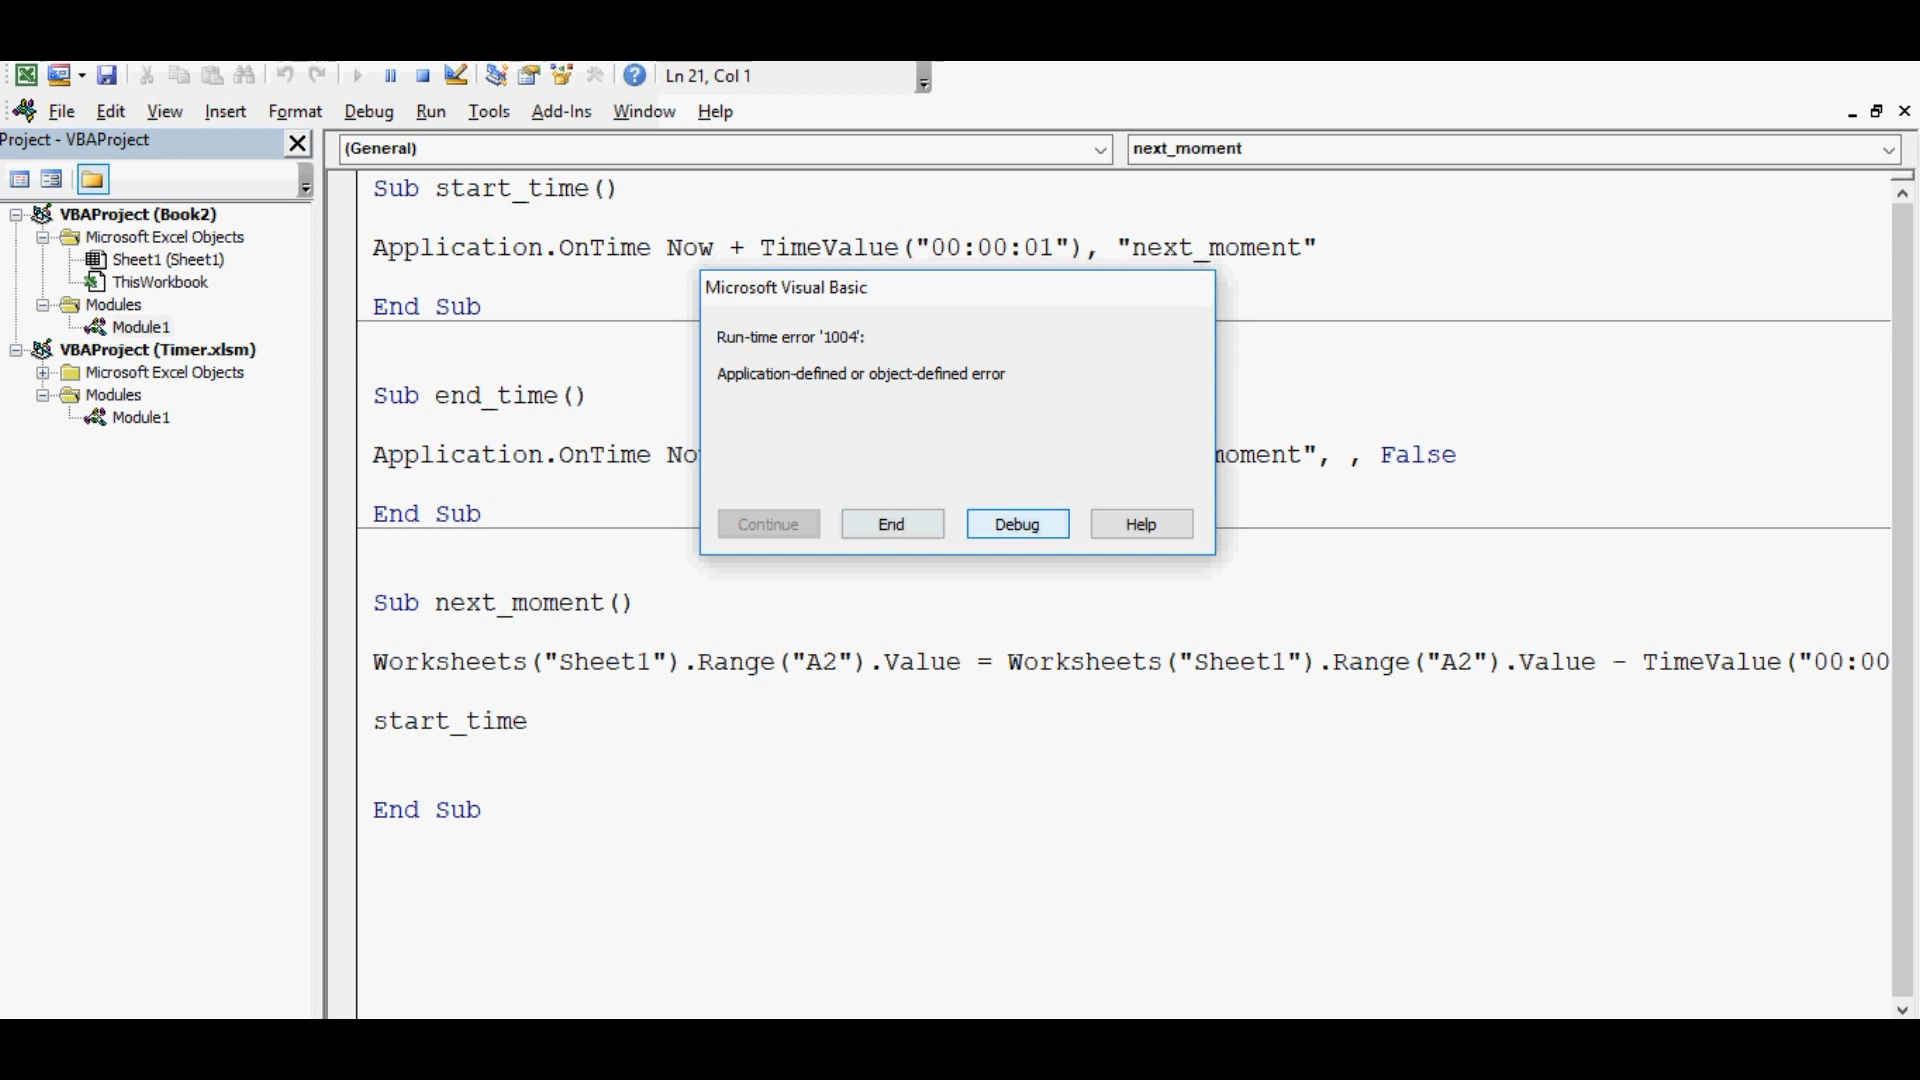 Ln 21, Col 1
File Edit View Insert Format Debug Run Tools Add-Ins Window Help
Project - VBAProject
(General)
next_moment
VBAProject (Book2)
Microsoft Excel Objects
Sheet1 (Sheet1)
ThisWorkbook
Modules
Module1
VBAProject (Timer.xlsm)
Microsoft Excel Objects
Modules
Module1
Sub start_time()
Application.OnTime Now + TimeValue("00:00:01"), "next_moment"
End Sub
Sub end_time()
Application.OnTime No moment", , False
End Sub
Sub next_moment()
Worksheets("Sheet1").Range("A2").Value = Worksheets("Sheet1").Range("A2").Value - TimeValue("00:00
start_time
End Sub
Microsoft Visual Basic
Run-time error '1004':
Application-defined or object-defined error
Continue End Debug Help